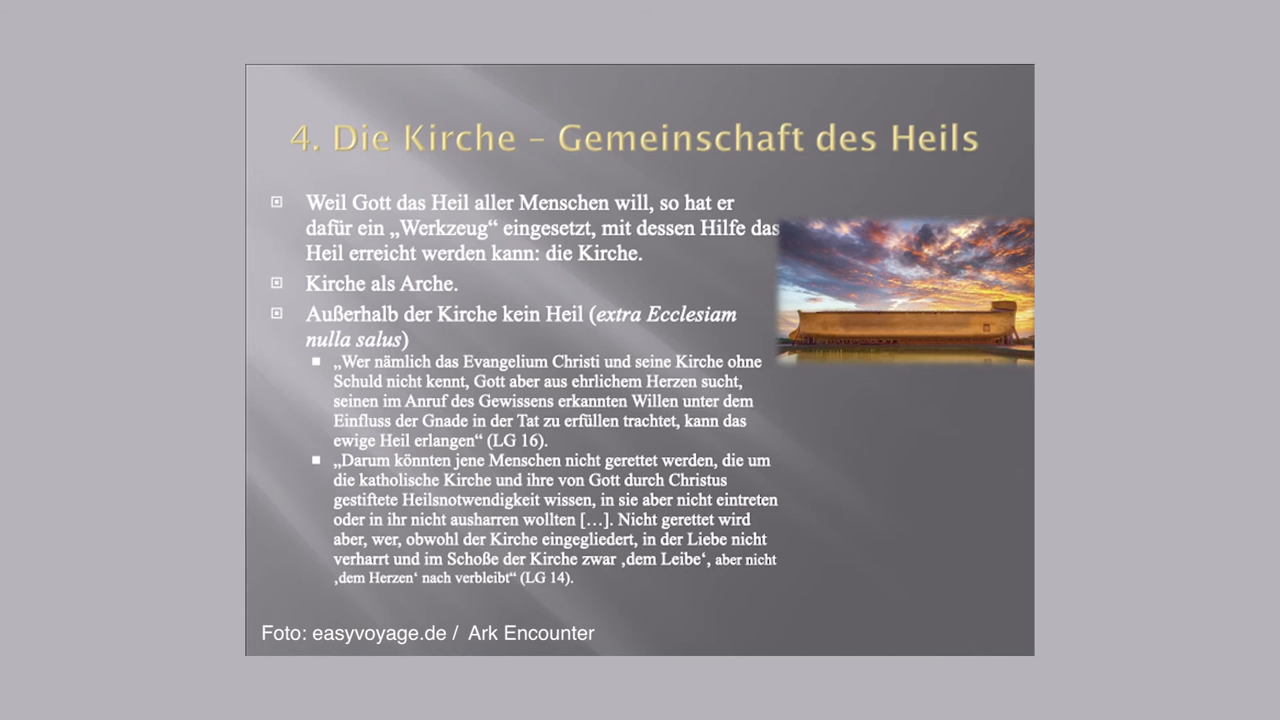 4. Die Kirche – Gemeinschaft des Heils
Weil Gott das Heil aller Menschen will, so hat er
dafür ein „Werkzeug“ eingesetzt, mit dessen Hilfe das
Heil erreicht werden kann: die Kirche.
Kirche als Arche.
Außerhalb der Kirche kein Heil (extra Ecclesiam
nulla salus)
„Wer nämlich das Evangelium Christi und seine Kirche ohne
Schuld nicht kennt, Gott aber aus ehrlichem Herzen sucht,
seinen im Anruf des Gewissens erkannten Willen unter dem
Einfluss der Gnade in der Tat zu erfüllen trachtet, kann das
ewige Heil erlangen“ (LG 16).
„Darum könnten jene Menschen nicht gerettet werden, die um
die katholische Kirche und ihre von Gott durch Christus
gestiftete Heilsnotwendigkeit wissen, in sie aber nicht eintreten
oder in ihr nicht ausharren wollten […]. Nicht gerettet wird
aber, wer, obwohl der Kirche eingegliedert, in der Liebe nicht
verharrt und im Schoße der Kirche zwar ‚dem Leibe‘, aber nicht
‚dem Herzen‘ nach verbleibt“ (LG 14).
Foto: easyvoyage.de / Ark Encounter